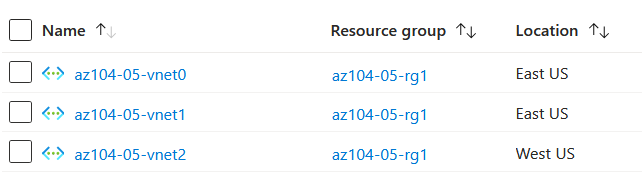 Name ↑↓ Resource group ↑↓ Location ↑↓
az104-05-vnet0 az104-05-rg1 East US
az104-05-vnet1 az104-05-rg1 East US
az104-05-vnet2 az104-05-rg1 West US